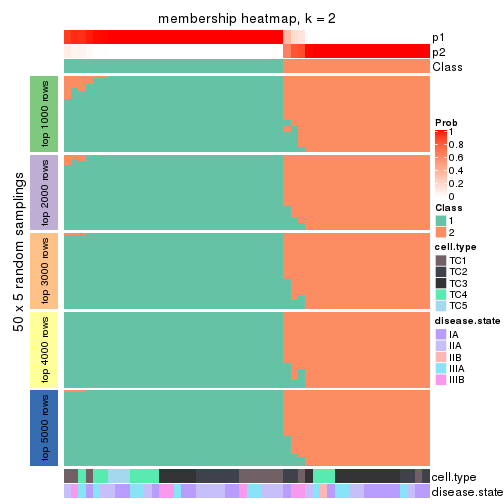 membership heatmap, k = 2
p1
p2
Class
50 x 5 random samplings
top 1000 rows
top 2000 rows
top 3000 rows
top 4000 rows
top 5000 rows
cell.type
disease.state
Prob
1
0.8
0.6
0.4
0.2
0
Class
1
2
cell.type
TC1
TC2
TC3
TC4
TC5
disease.state
IA
IIA
IIB
IIIA
IIIB